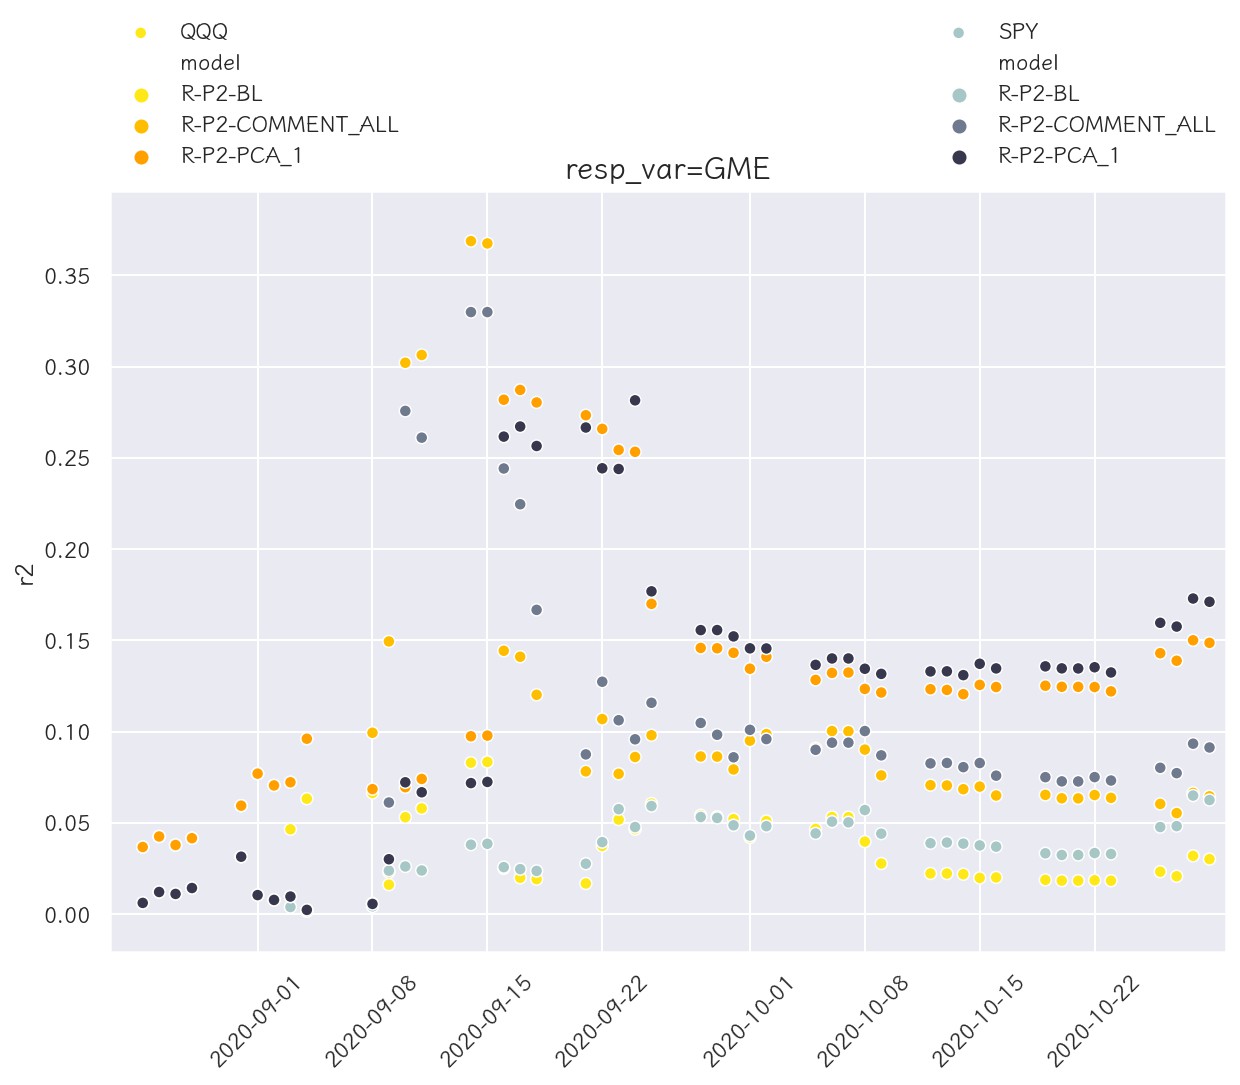 QQQ
model
R-P2-BL
R-P2-COMMENT_ALL
R-P2-PCA_1
SPY
model
R-P2-BL
R-P2-COMMENT_ALL
R-P2-PCA_1
resp_var=GME
0.35
0.30
0.25
0.20
0.15
0.10
0.05
0.00
r2
2020-09-01
2020-09-08
2020-09-15
2020-09-22
2020-10-01
2020-10-08
2020-10-15
2020-10-22